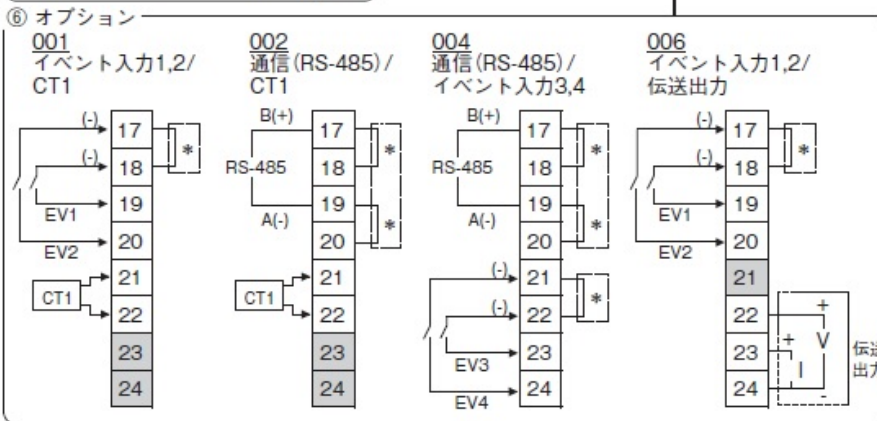 ⑥ オプション
001
イベント入力1,2/
CT1
(-)
17
*
(-)
18
19
EV1
20
EV2
21
CT1
22
23
24
002
通信(RS-485)/
CT1
B(+)
17
*
18
RS-485
19
A(-)
*
20
21
CT1
22
23
24
004
通信(RS-485)/
イベント入力3,4
B(+)
17
*
18
RS-485
19
A(-)
*
20
(-)
21
*
(-)
22
23
EV3
24
EV4
006
イベント入力1,2/
伝送出力
(-)
17
*
(-)
18
19
EV1
20
EV2
21
22
+
23
+
V
I
24
-
伝送
出力